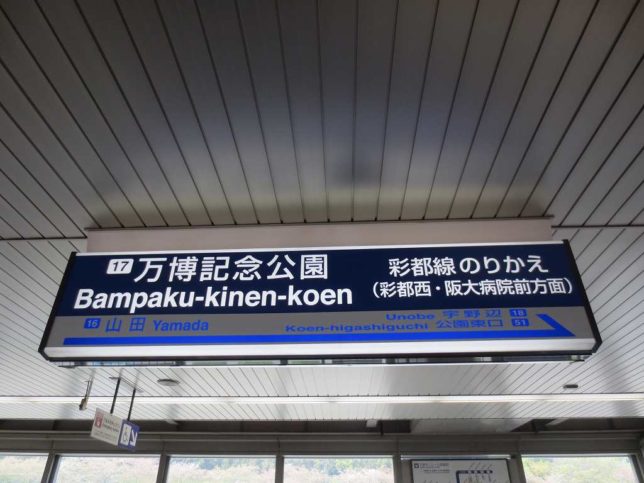 17 万博記念公園
Bampaku-kinen-koen
彩都線のりかえ
(彩都西・阪大病院前方面)
16 山田 Yamada
Unobe 宇野辺 18
Koen-higashiguchi 公園東口 51